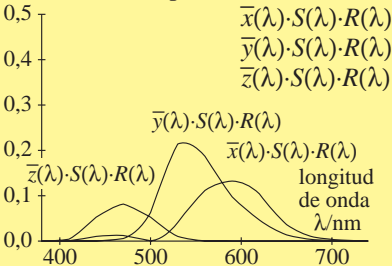 0,5
x̅(λ)·S(λ)·R(λ)
y̅(λ)·S(λ)·R(λ)
0,4
z̅(λ)·S(λ)·R(λ)
0,3
y̅(λ)·S(λ)·R(λ)
0,2
x̅(λ)·S(λ)·R(λ)
z̅(λ)·S(λ)·R(λ)
longitud
0,1
de onda
λ/nm
0,0
400 500 600 700